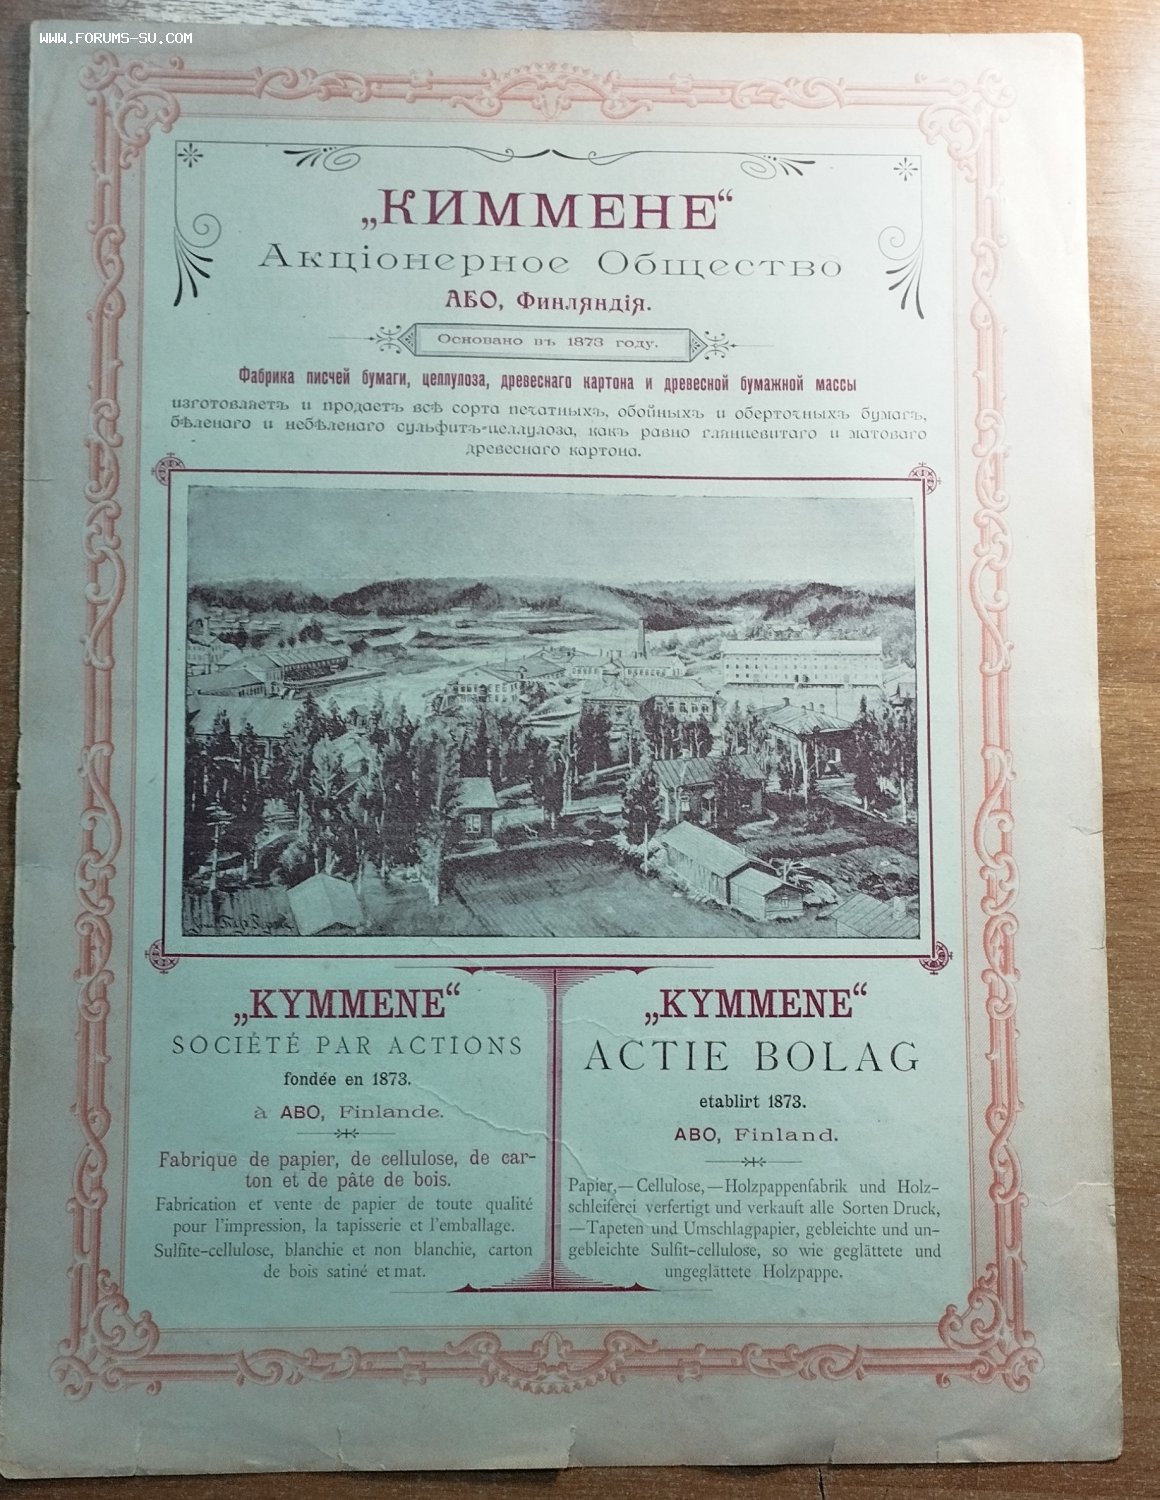 WWW.FORUMS-SU.COM
„КИММЕНЕ“
Акціонерное Общество
АБО, Финляндія.
Основано въ 1873 году.
Фабрика писчей бумаги, целлулоза, древеснаго картона и древесной бумажной массы
изготовляетъ и продаетъ всѣ сорта печатныхъ, обойныхъ и оберточныхъ бумагъ,
бѣленаго и небѣленаго сульфитъ-целлулоза, какъ равно глянцевитаго и матоваго
древеснаго картона.
„KYMMENE“
SOCIÉTÉ PAR ACTIONS
fondée en 1873.
à ABO, Finlande.
Fabrique de papier, de cellulose, de car-
ton et de pâte de bois.
Fabrication et vente de papier de toute qualité
pour l'impression, la tapisserie et l'emballage.
Sulfite-cellulose, blanchie et non blanchie, carton
de bois satiné et mat.
„KYMMENE“
ACTIE BOLAG
etablirt 1873.
ABO, Finland.
Papier,—Cellulose,—Holzpappenfabrik und Holz-
schleiferei verfertigt und verkauft alle Sorten Druck,
—Tapeten und Umschlagpapier, gebleichte und un-
gebleichte Sulfit-cellulose, so wie geglättete und
ungeglättete Holzpappe.